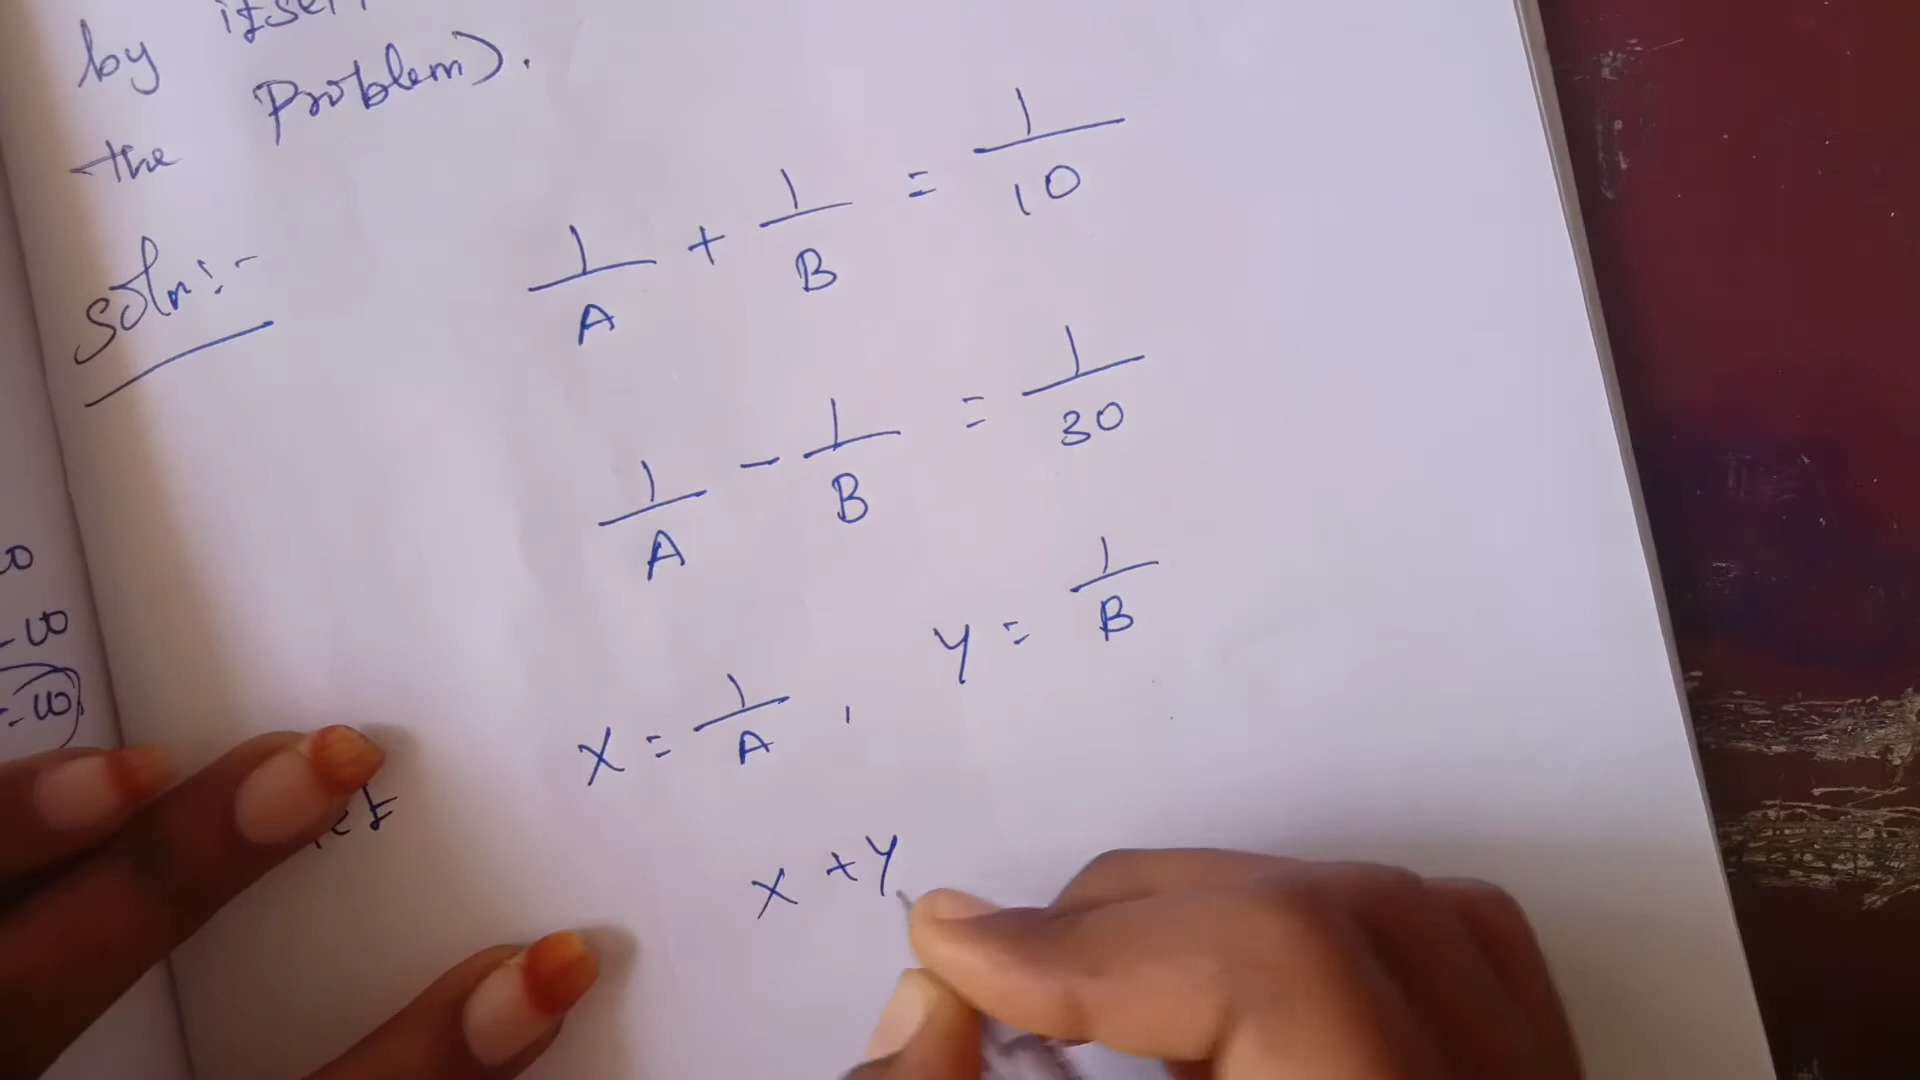 by itself
the Problem).
Soln:-
1/A + 1/B = 1/10
1/A - 1/B = 1/30
x = 1/A , y = 1/B
x + y